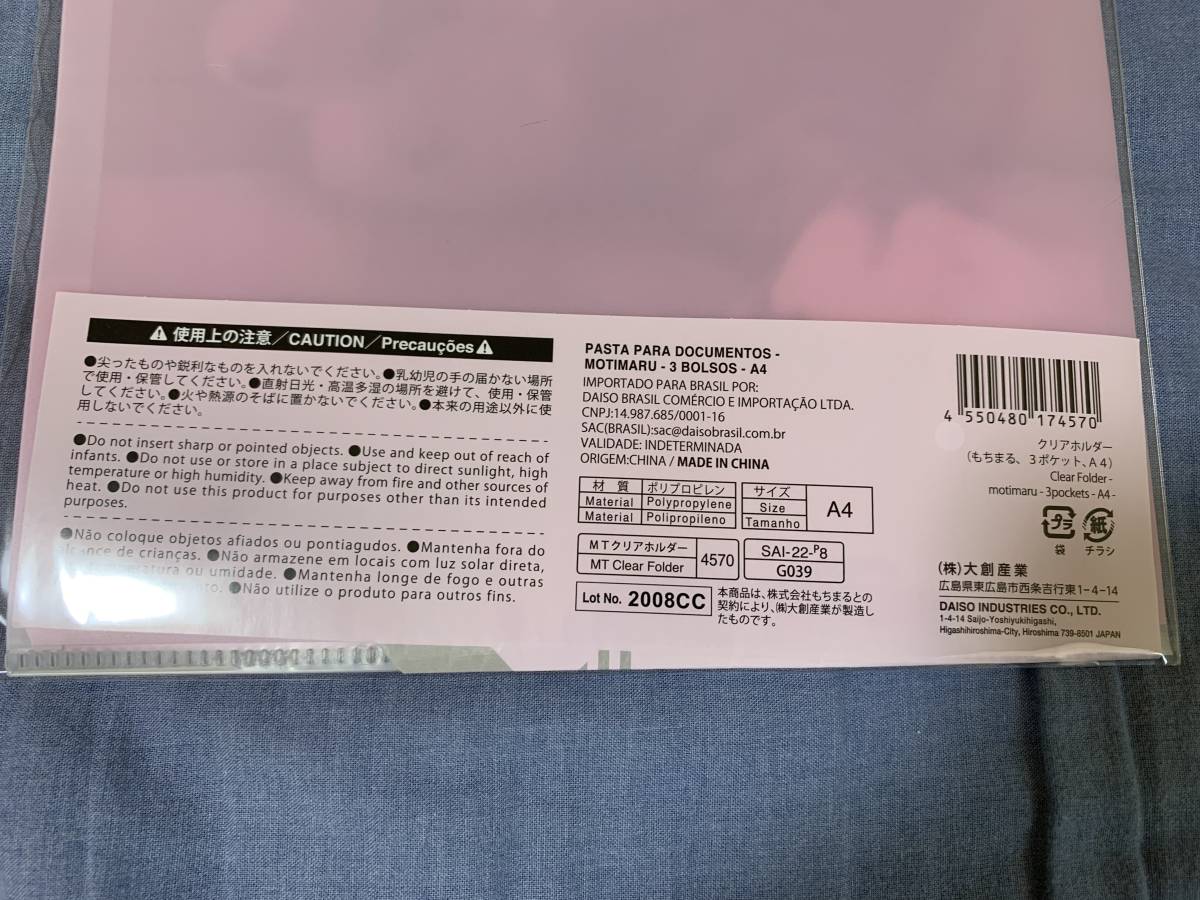 ⚠使用上の注意／CAUTION／Precauções⚠
●尖ったものや鋭利なものを入れないでください。●乳幼児の手の届かない場所
で使用・保管してください。●直射日光・高温多湿の場所を避けて、使用・保管
してください。●火や熱源のそばに置かないでください。●本来の用途以外に使
用しないでください。
●Do not insert sharp or pointed objects. ●Use and keep out of reach of
infants. ●Do not use or store in a place subject to direct sunlight, high
temperature or high humidity. ●Keep away from fire and other sources of
heat. ●Do not use this product for purposes other than its intended
purposes.
●Não coloque objetos afiados ou pontiagudos. ●Mantenha fora do
de crianças. ●Não armazene em locais com luz solar direta,
ou umidade. ●Mantenha longe de fogo e outras
●Não utilize o produto para outros fins.
PASTA PARA DOCUMENTOS -
MOTIMARU - 3 BOLSOS - A4
IMPORTADO PARA BRASIL POR:
DAISO BRASIL COMÉRCIO E IMPORTAÇÃO LTDA.
CNPJ:14.987.685/0001-16
SAC(BRASIL):sac@daisobrasil.com.br
VALIDADE: INDETERMINADA
ORIGEM:CHINA / MADE IN CHINA
材質 ポリプロピレン
Material Polypropylene
Material Polipropileno
サイズ
Size
Tamanho
A4
MTクリアホルダー
MT Clear Folder
4570
SAI-22-P8
G039
Lot No. 2008CC
本商品は、株式会社もちまるとの
契約により、㈱大創産業が製造し
たものです。
4 550480 174570
クリアホルダー
(もちまる、3ポケット、A4)
Clear Folder -
motimaru - 3pockets - A4 -
プラ 紙
袋 チラシ
(株)大創産業
広島県東広島市西条吉行東1-4-14
DAISO INDUSTRIES CO., LTD.
1-4-14 Saijo-Yoshiyukihigashi,
Higashihiroshima-City, Hiroshima 739-8501 JAPAN